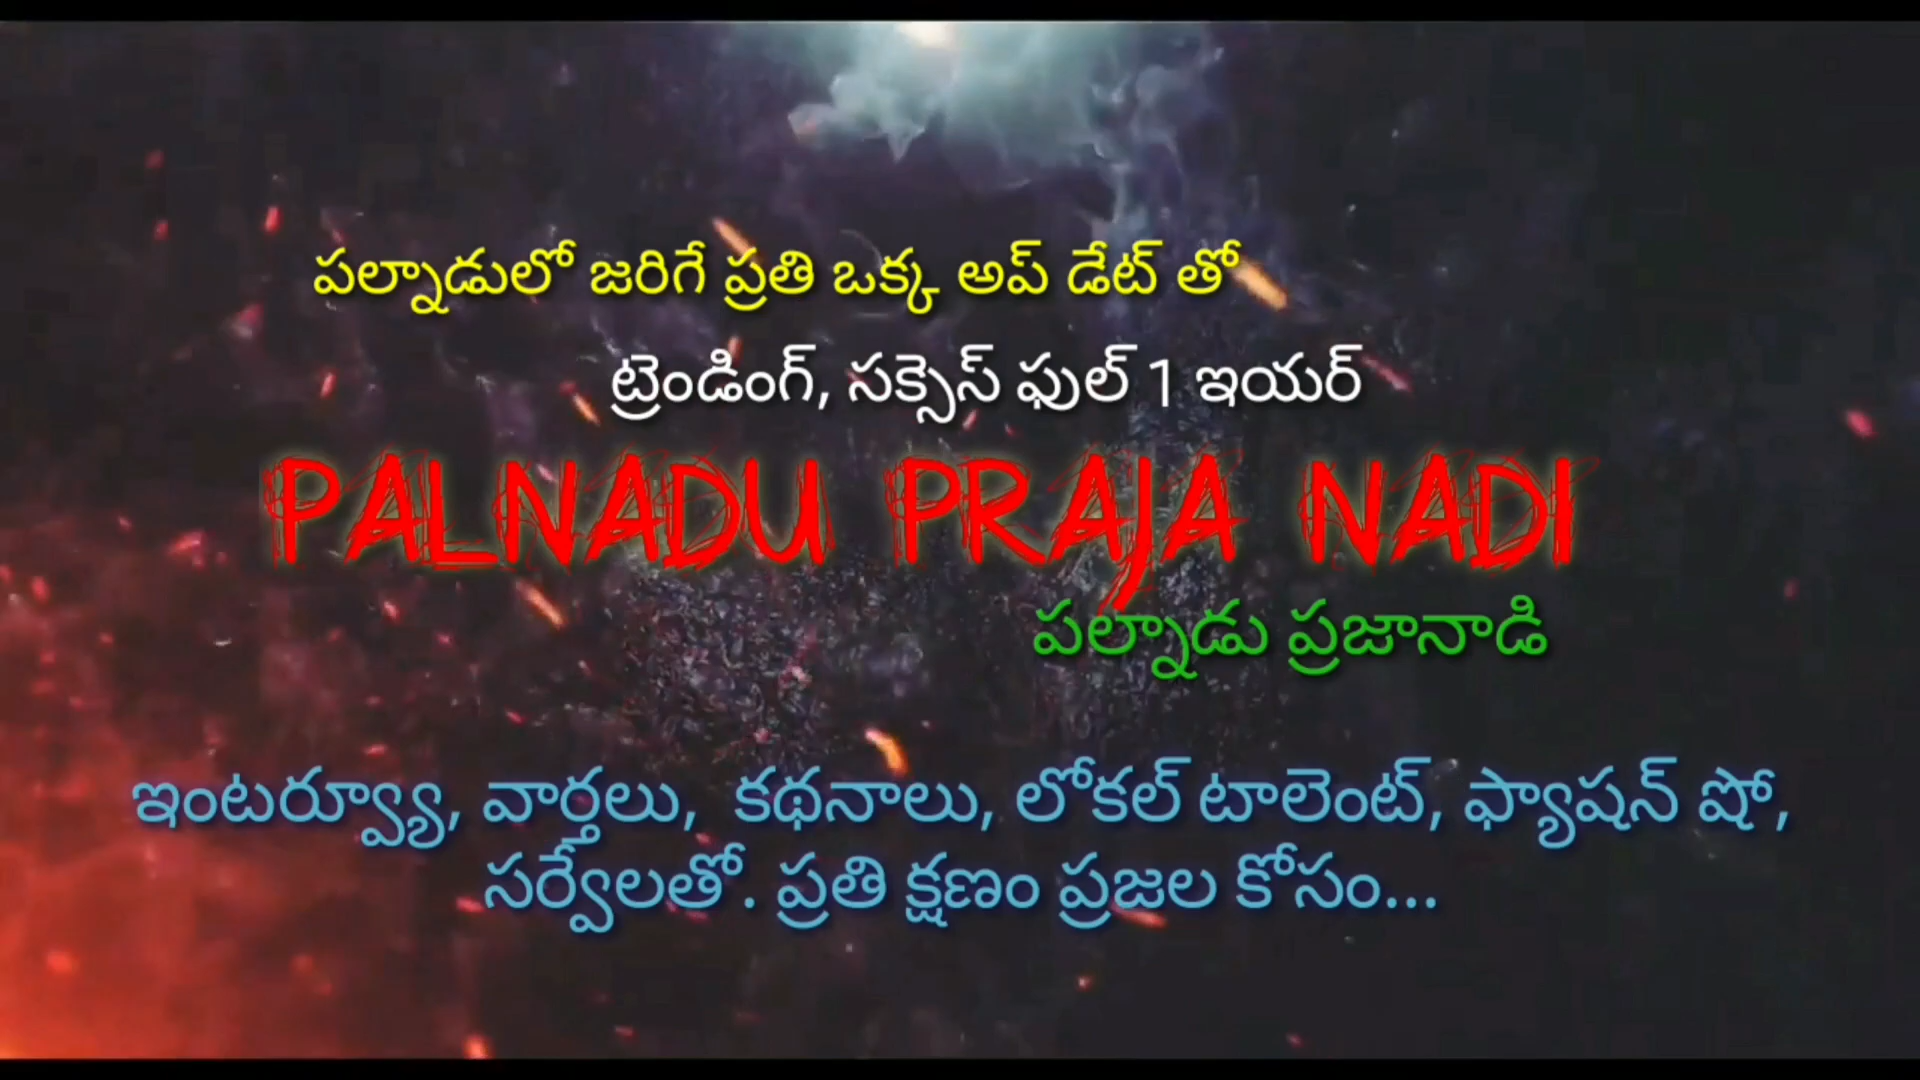 పల్నాడులో జరిగే ప్రతి ఒక్క అప్ డేట్ తో
ట్రెండింగ్, సక్సెస్ ఫుల్ 1 ఇయర్
PALNADU PRAJA NADI
పల్నాడు ప్రజానాడి
ఇంటర్వ్యూ, వార్తలు, కథనాలు, లోకల్ టాలెంట్, ఫ్యాషన్ షో,
సర్వేలతో. ప్రతి క్షణం ప్రజల కోసం...